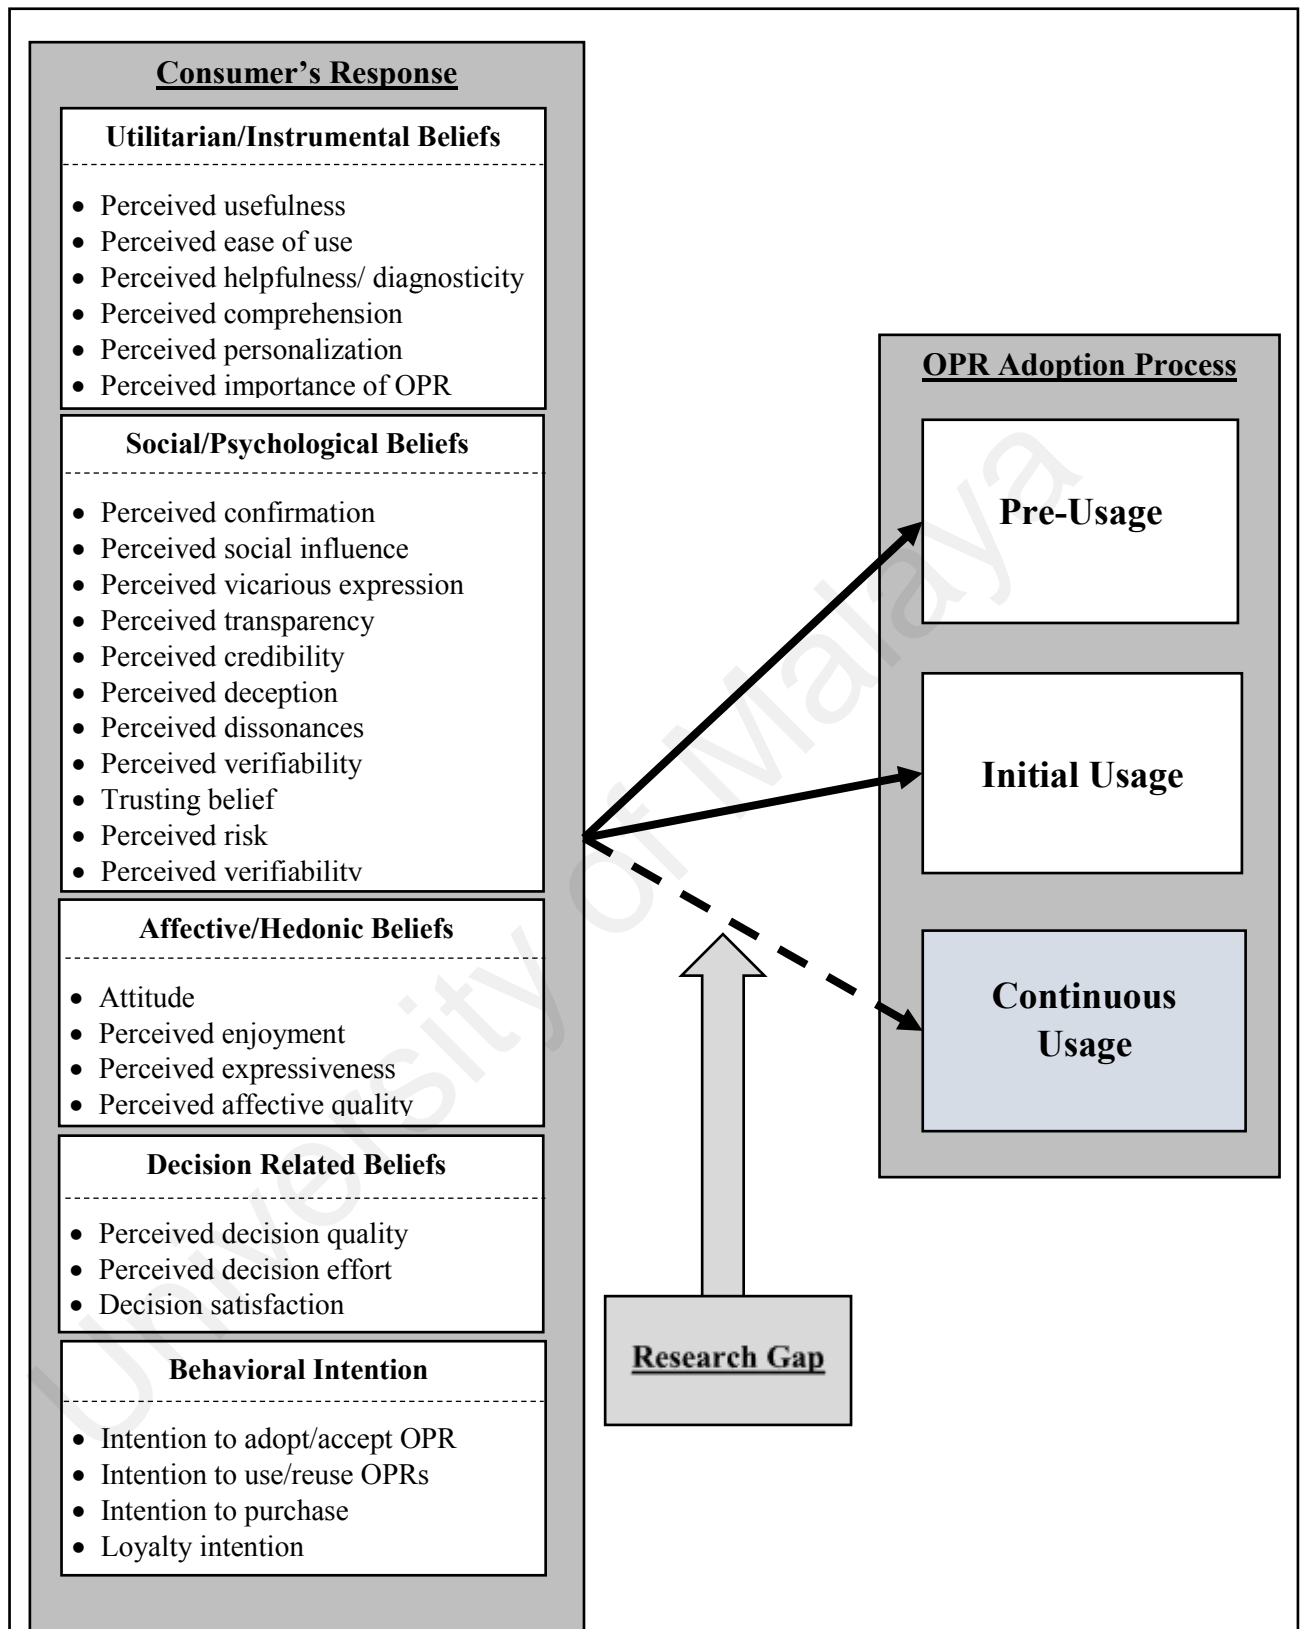 Consumer’s Response
Utilitarian/Instrumental Beliefs
• Perceived usefulness
• Perceived ease of use
• Perceived helpfulness/ diagnosticity
• Perceived comprehension
• Perceived personalization
• Perceived importance of OPR
Social/Psychological Beliefs
• Perceived confirmation
• Perceived social influence
• Perceived vicarious expression
• Perceived transparency
• Perceived credibility
• Perceived deception
• Perceived dissonances
• Perceived verifiability
• Trusting belief
• Perceived risk
• Perceived verifiability
Affective/Hedonic Beliefs
• Attitude
• Perceived enjoyment
• Perceived expressiveness
• Perceived affective quality
Decision Related Beliefs
• Perceived decision quality
• Perceived decision effort
• Decision satisfaction
Behavioral Intention
• Intention to adopt/accept OPR
• Intention to use/reuse OPRs
• Intention to purchase
• Loyalty intention
Research Gap
OPR Adoption Process
Pre-Usage
Initial Usage
Continuous
Usage
University of Malaya